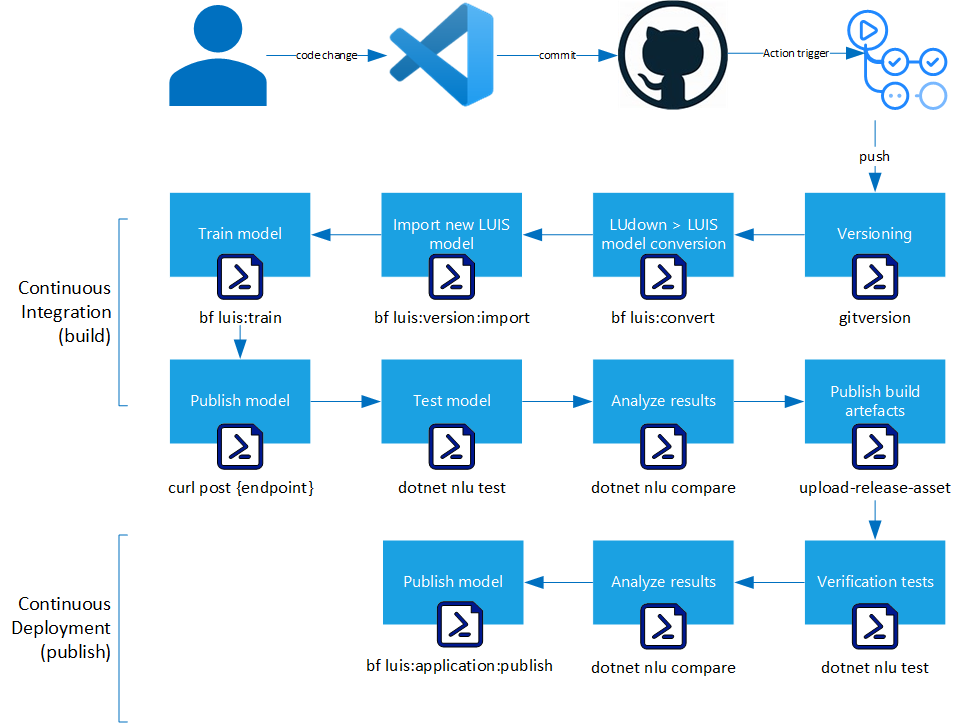 code change
commit
Action trigger
push
Train model
Import new LUIS
model
LUdown > LUIS
model conversion
Versioning
bf luis:train
bf luis:version:import
bf luis:convert
gitversion
Continuous
Integration
(build)
Publish model
Test model
Analyze results
Publish build
artefacts
curl post {endpoint}
dotnet nlu test
dotnet nlu compare
upload-release-asset
Continuous
Deployment
(publish)
Publish model
Analyze results
Verification tests
bf luis:application:publish
dotnet nlu compare
dotnet nlu test